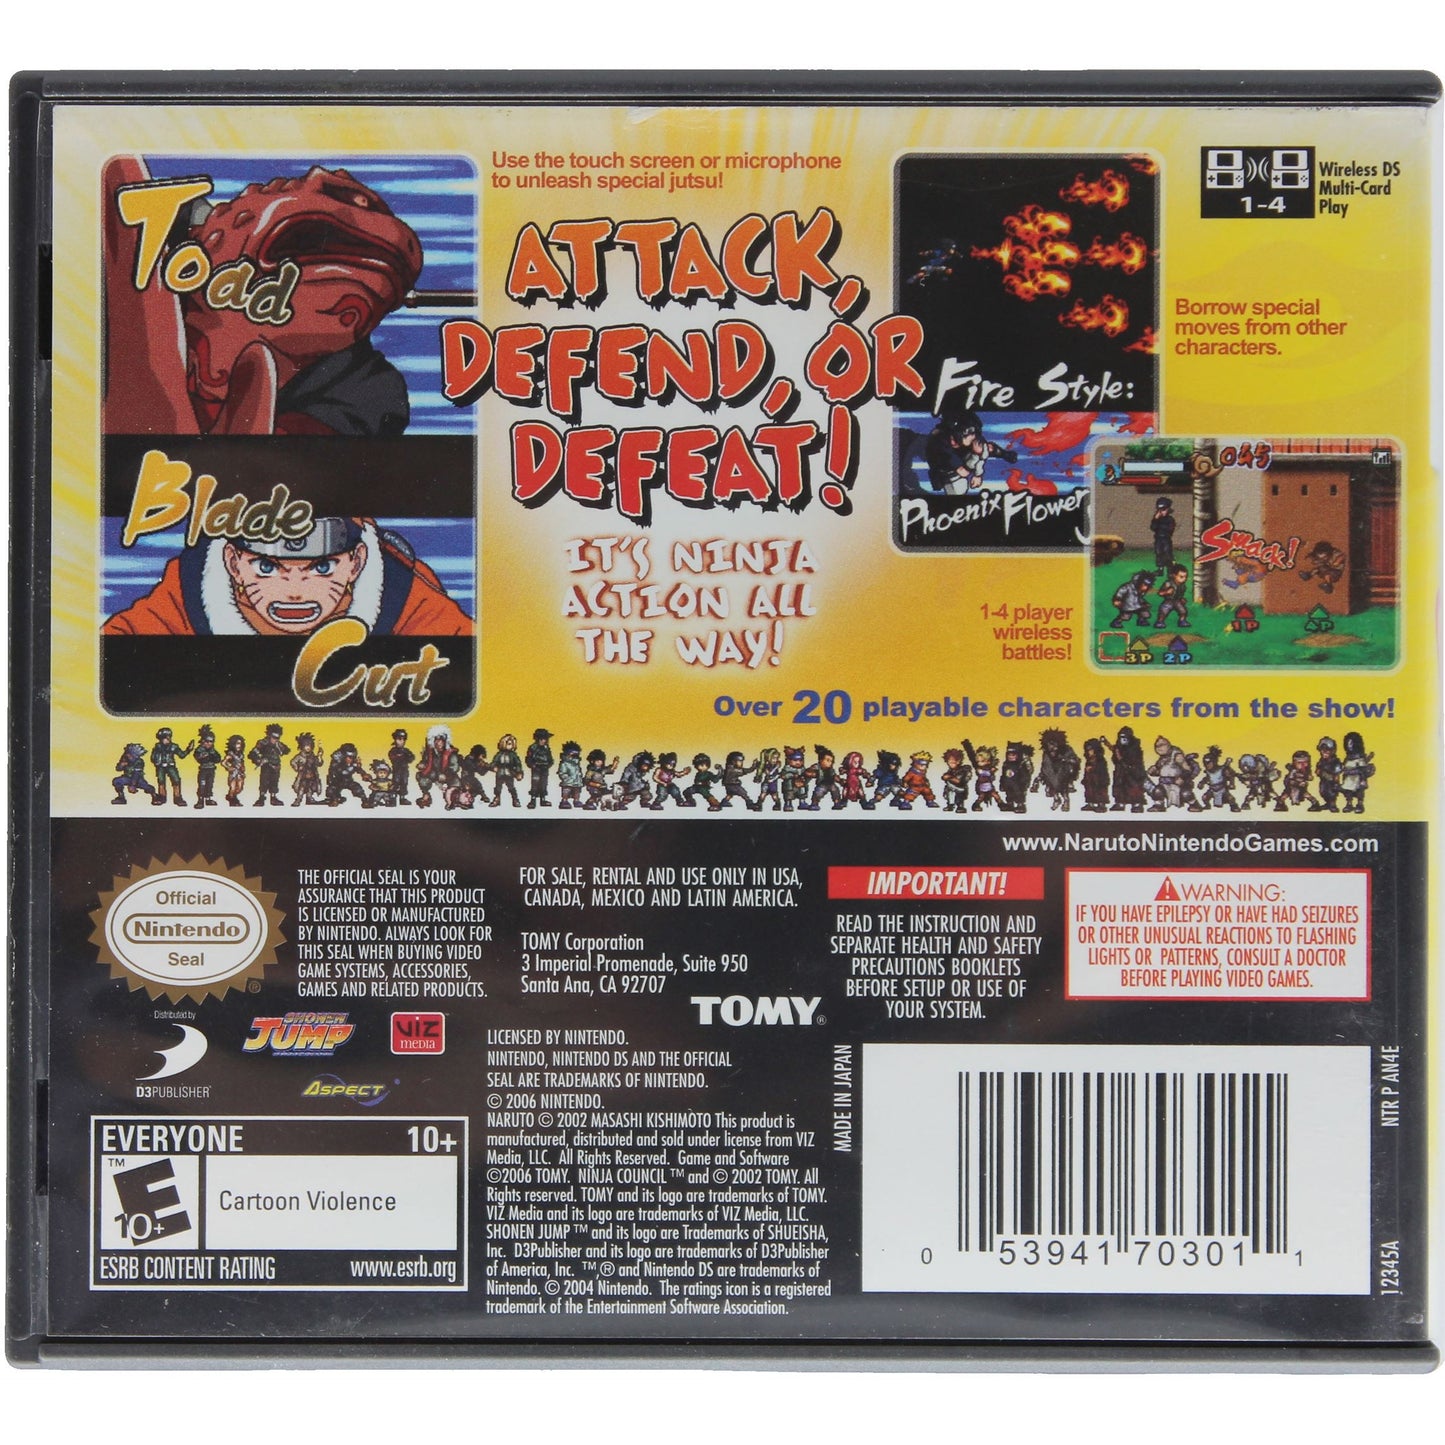 Toad
Blade
Cut
Use the touch screen or microphone
to unleash special jutsu!
ATTACK,
DEFEND, OR
DEFEAT!
IT'S NINJA
ACTION ALL
THE WAY!
Fire Style:
Phoenix Flower
1-4
Wireless DS
Multi-Card
Play
Borrow special
moves from other
characters.
045
Smack!
1P
4P
3P 2P
1-4 player
wireless
battles!
Over 20 playable characters from the show!
www.NarutoNintendoGames.com
Official
Nintendo
Seal
®
THE OFFICIAL SEAL IS YOUR
ASSURANCE THAT THIS PRODUCT
IS LICENSED OR MANUFACTURED
BY NINTENDO. ALWAYS LOOK FOR
THIS SEAL WHEN BUYING VIDEO
GAME SYSTEMS, ACCESSORIES,
GAMES AND RELATED PRODUCTS.
FOR SALE, RENTAL AND USE ONLY IN USA,
CANADA, MEXICO AND LATIN AMERICA.
TOMY Corporation
3 Imperial Promenade, Suite 950
Santa Ana, CA 92707
TOMY®
IMPORTANT!
READ THE INSTRUCTION AND
SEPARATE HEALTH AND SAFETY
PRECAUTIONS BOOKLETS
BEFORE SETUP OR USE OF
YOUR SYSTEM.
WARNING:
IF YOU HAVE EPILEPSY OR HAVE HAD SEIZURES
OR OTHER UNUSUAL REACTIONS TO FLASHING
LIGHTS OR PATTERNS, CONSULT A DOCTOR
BEFORE PLAYING VIDEO GAMES.
Distributed by
D3PUBLISHER
SHONEN
JUMP
VIZ
MEDIA
ASPECT
LICENSED BY NINTENDO.
NINTENDO, NINTENDO DS AND THE OFFICIAL
SEAL ARE TRADEMARKS OF NINTENDO.
© 2006 NINTENDO.
NARUTO © 2002 MASASHI KISHIMOTO This product is
manufactured, distributed and sold under license from VIZ
Media, LLC. All Rights Reserved. Game and Software
©2006 TOMY. NINJA COUNCIL ™ and © 2002 TOMY. All
Rights reserved. TOMY and its logo are trademarks of TOMY.
VIZ Media and its logo are trademarks of VIZ Media, LLC.
SHONEN JUMP ™ and its logo are Trademarks of SHUEISHA,
Inc. D3Publisher and its logo are trademarks of D3Publisher
of America, Inc. ™,® and Nintendo DS are trademarks of
Nintendo. © 2004 Nintendo. The ratings icon is a registered
trademark of the Entertainment Software Association.
EVERYONE 10+
™
E
10+
Cartoon Violence
ESRB CONTENT RATING www.esrb.org
MADE IN JAPAN
0 53941 70301 1
NTR P AN4E
12345A